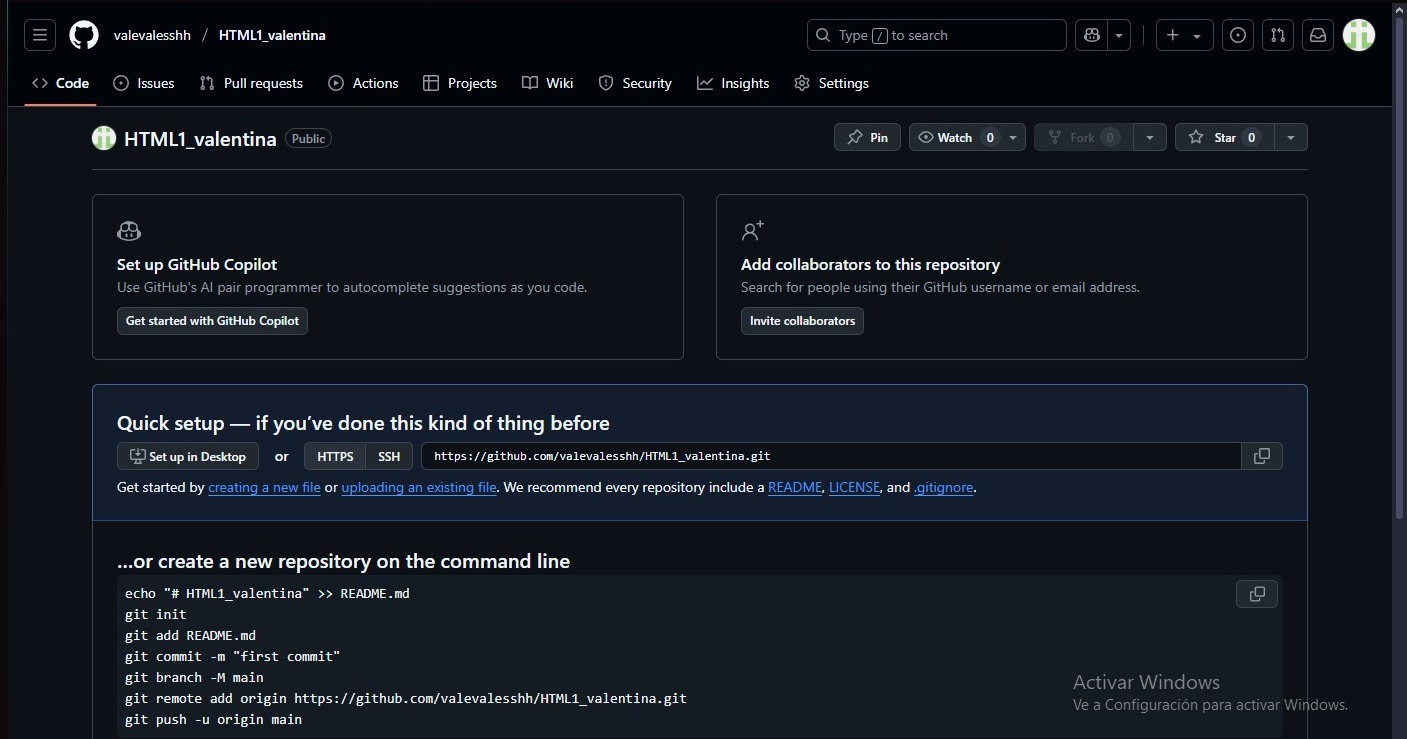 valevalesshh / HTML1_valentina
Type / to search
Code Issues Pull requests Actions Projects Wiki Security Insights Settings
HTML1_valentina Public
Pin Watch 0 Fork 0 Star 0
Set up GitHub Copilot
Use GitHub's AI pair programmer to autocomplete suggestions as you code.
Get started with GitHub Copilot
Add collaborators to this repository
Search for people using their GitHub username or email address.
Invite collaborators
Quick setup — if you’ve done this kind of thing before
Set up in Desktop or HTTPS SSH https://github.com/valevalesshh/HTML1_valentina.git
Get started by creating a new file or uploading an existing file. We recommend every repository include a README, LICENSE, and .gitignore.
…or create a new repository on the command line
echo "# HTML1_valentina" >> README.md
git init
git add README.md
git commit -m "first commit"
git branch -M main
git remote add origin https://github.com/valevalesshh/HTML1_valentina.git
git push -u origin main
Activar Windows
Ve a Configuración para activar Windows.